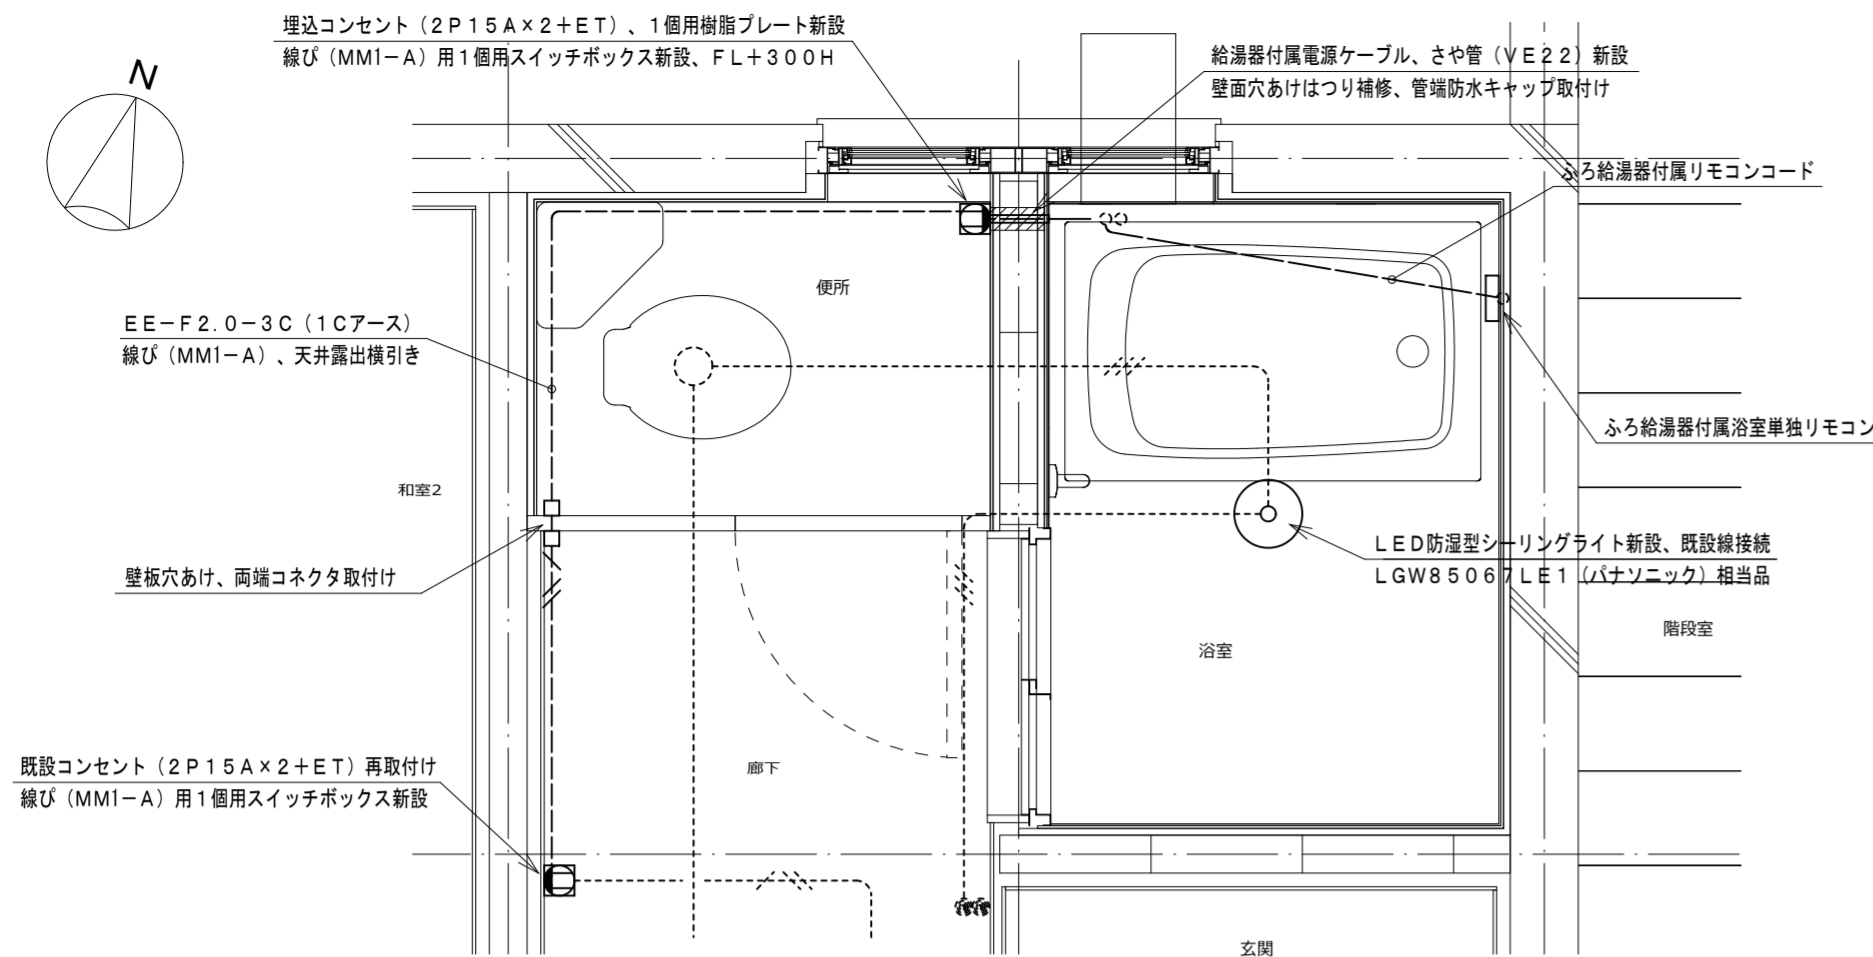 埋込コンセント（２Ｐ１５Ａ×２＋ＥＴ）、１個用樹脂プレート新設
線ぴ（ＭＭ１－Ａ）用１個用スイッチボックス新設、ＦＬ＋３００Ｈ
給湯器付属電源ケーブル、さや管（ＶＥ２２）新設
壁面穴あけはつり補修、管端防水キャップ取付け
N
ふろ給湯器付属リモコンコード
便所
ＥＥ－Ｆ２．０－３Ｃ（１Ｃアース）
線ぴ（ＭＭ１－Ａ）、天井露出横引き
ふろ給湯器付属浴室単独リモコン
和室2
ＬＥＤ防湿型シーリングライト新設、既設線接続
ＬＧＷ８５０６７ＬＥ１（パナソニック）相当品
壁板穴あけ、両端コネクタ取付け
階段室
浴室
既設コンセント（２Ｐ１５Ａ×２＋ＥＴ）再取付け
線ぴ（ＭＭ１－Ａ）用１個用スイッチボックス新設
廊下
玄関